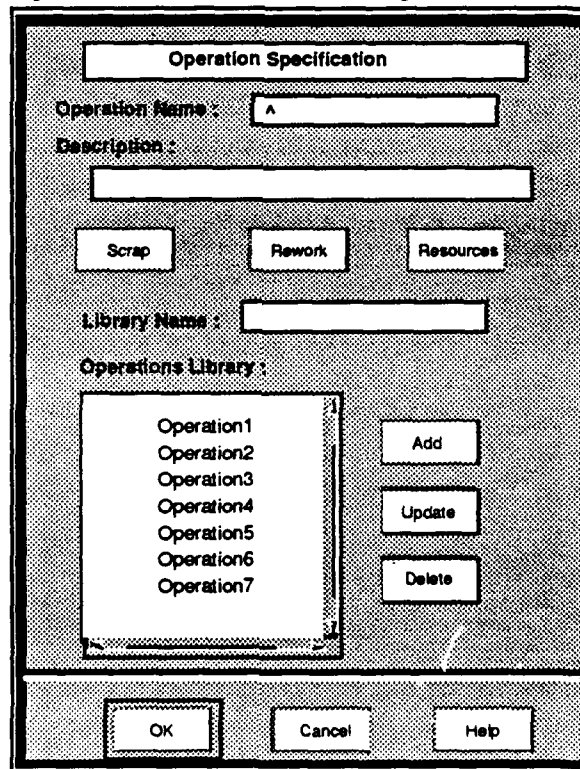 Operation Specification
Operation Name : ^
Description :
Scrap Rework Resources
Library Name :
Operations Library :
Operation1
Operation2
Operation3
Operation4
Operation5
Operation6
Operation7
Add
Update
Delete
OK Cancel Help